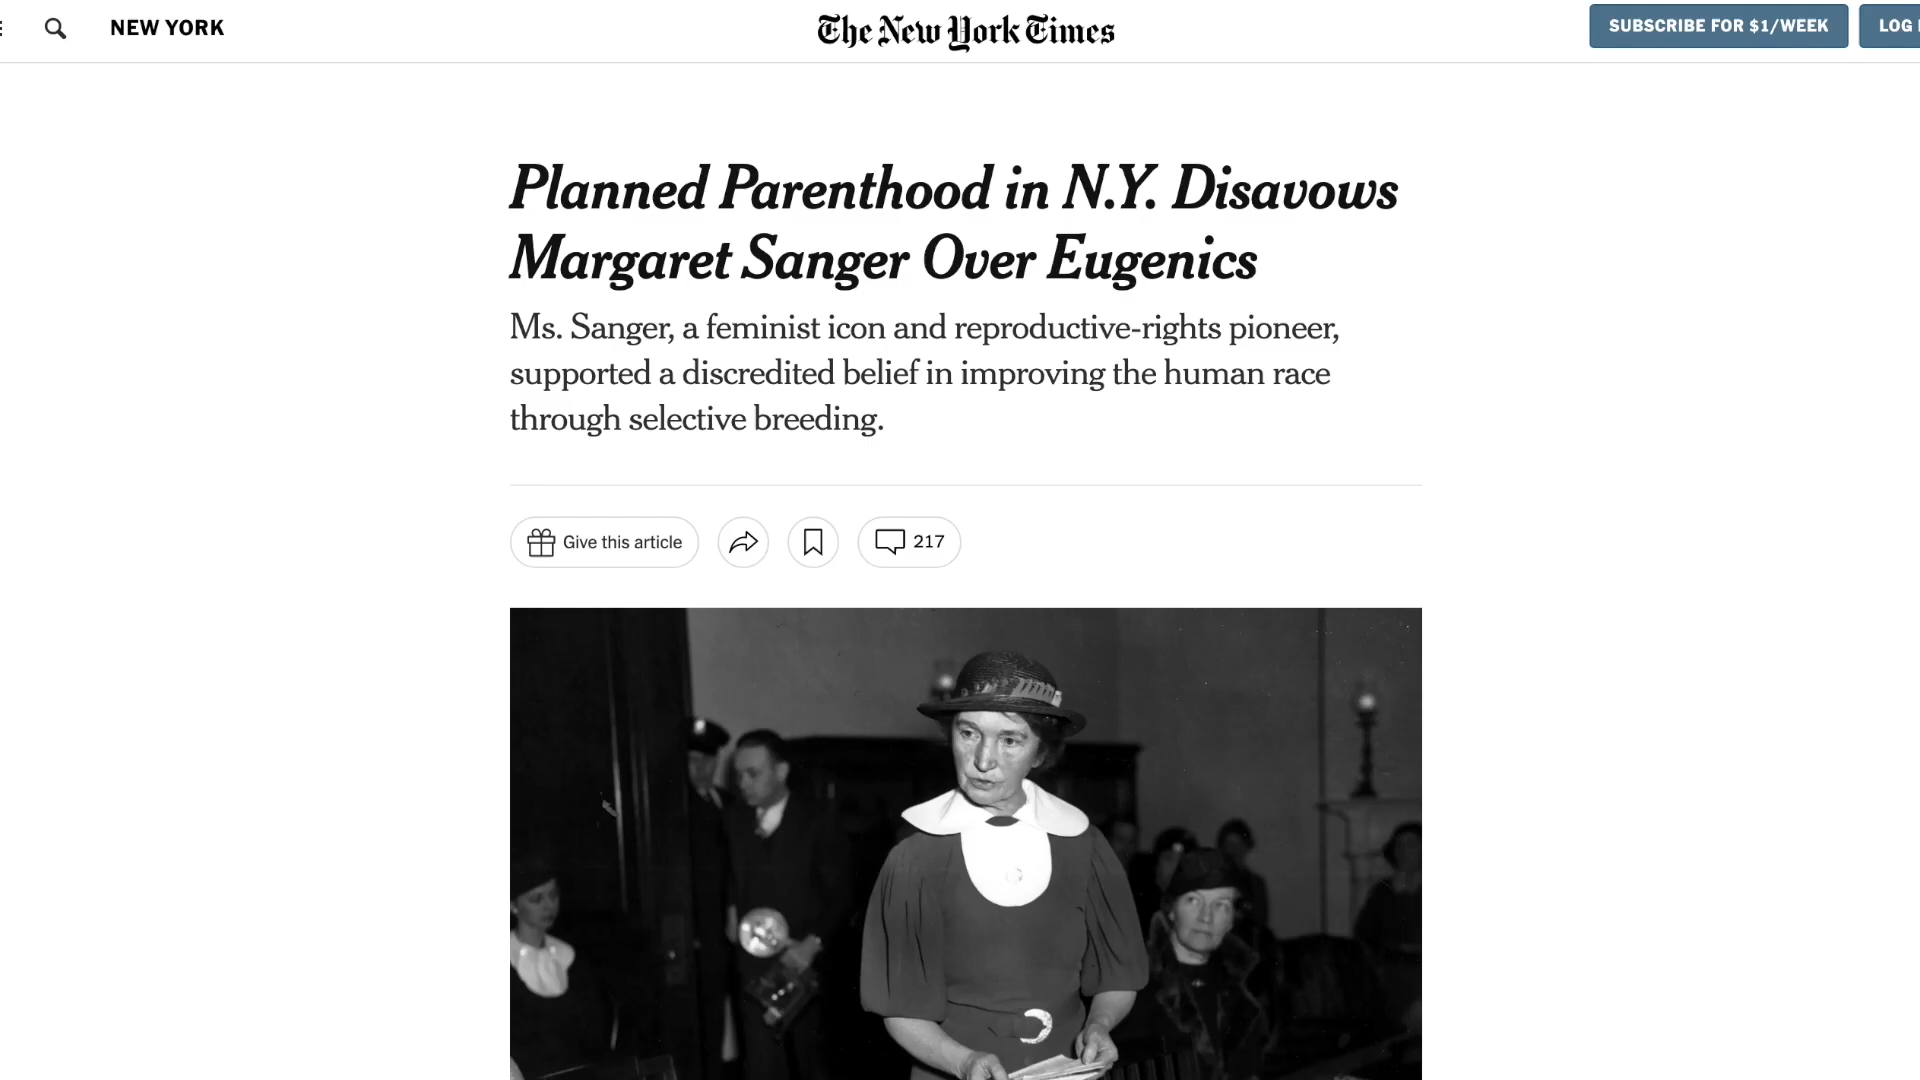 NEW YORK
The New York Times
SUBSCRIBE FOR $1/WEEK
LOG
Planned Parenthood in N.Y. Disavows
Margaret Sanger Over Eugenics
Ms. Sanger, a feminist icon and reproductive-rights pioneer,
supported a discredited belief in improving the human race
through selective breeding.
Give this article
217